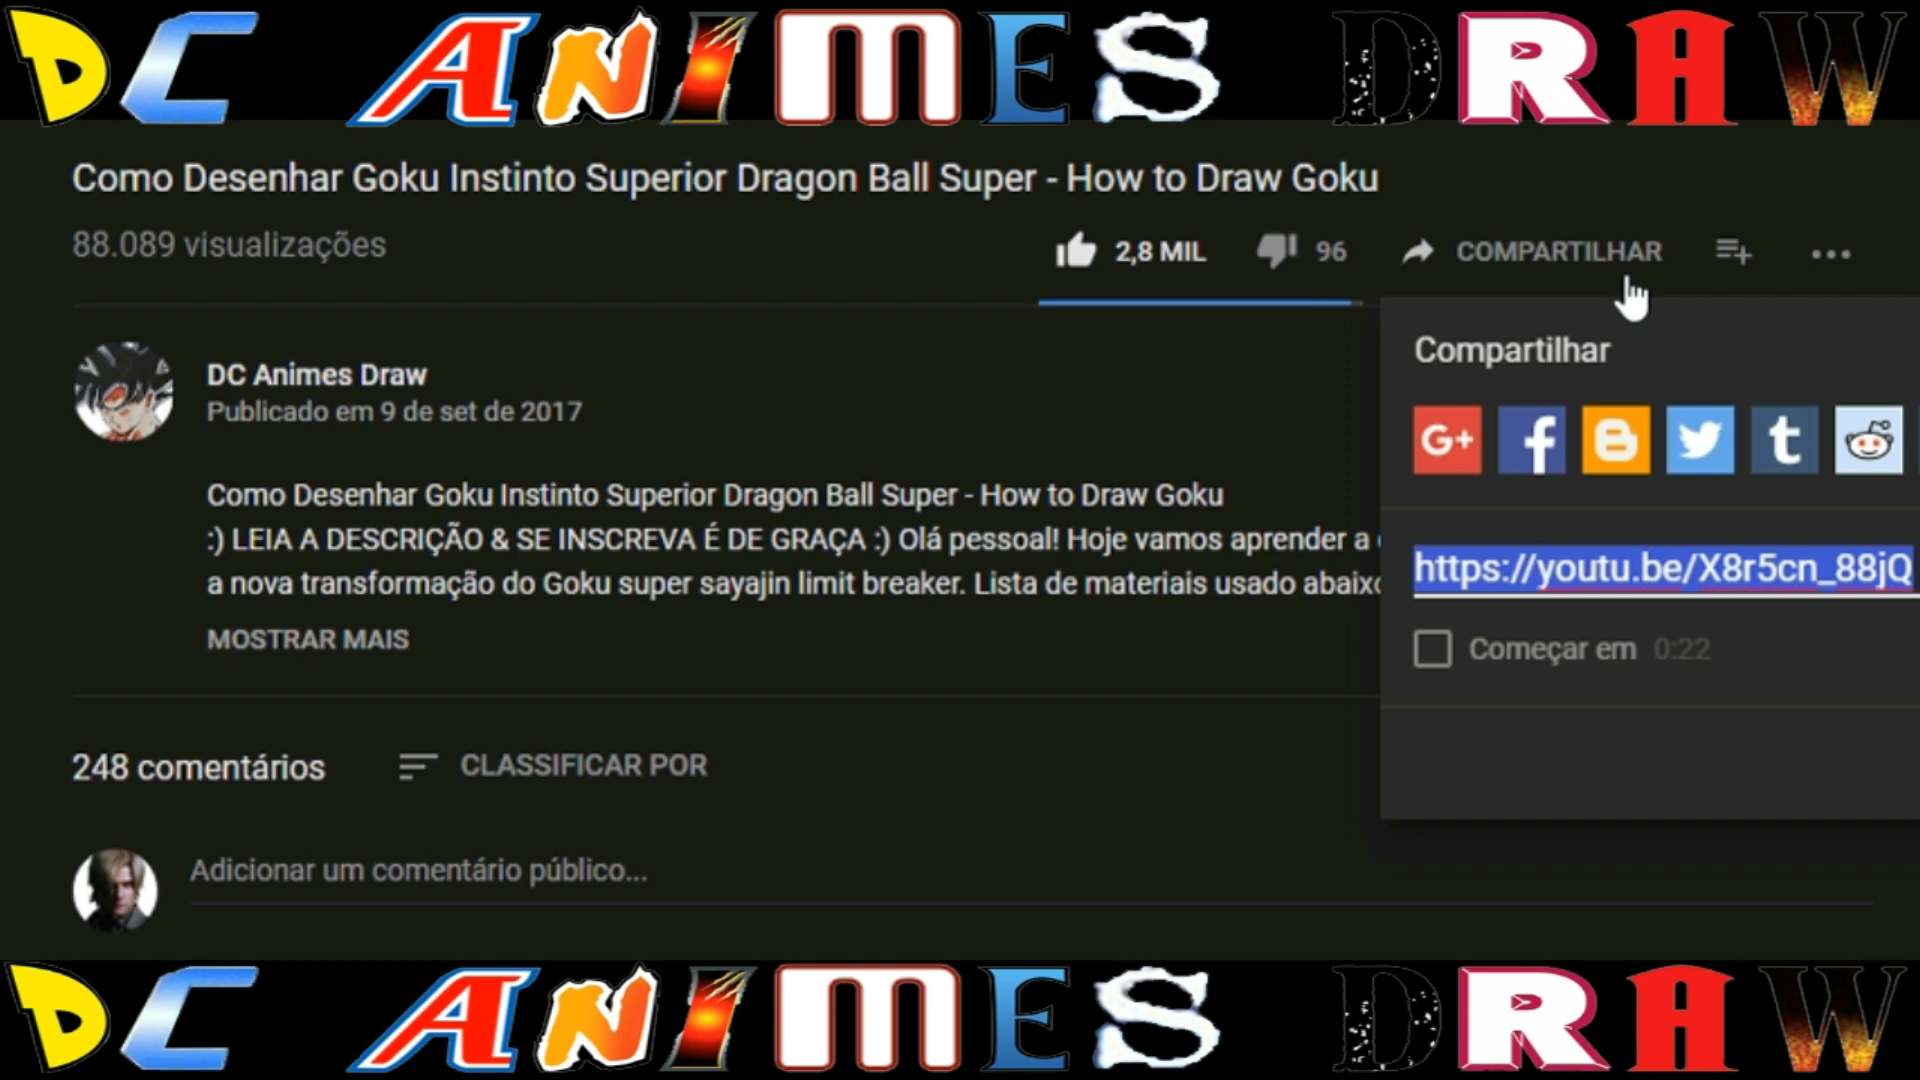 DC ANIMES DRAW
Como Desenhar Goku Instinto Superior Dragon Ball Super - How to Draw Goku
88.089 visualizações
2,8 MIL 96 COMPARTILHAR
Compartilhar
DC Animes Draw
Publicado em 9 de set de 2017
G+ f B t
Como Desenhar Goku Instinto Superior Dragon Ball Super - How to Draw Goku
:) LEIA A DESCRIÇÃO & SE INSCREVA É DE GRAÇA :) Olá pessoal! Hoje vamos aprender a
a nova transformação do Goku super sayajin limit breaker. Lista de materiais usado abaixo
https://youtu.be/X8r5cn_88jQ
MOSTRAR MAIS
Começar em 0:22
248 comentários CLASSIFICAR POR
Adicionar um comentário público...
DC ANIMES DRAW